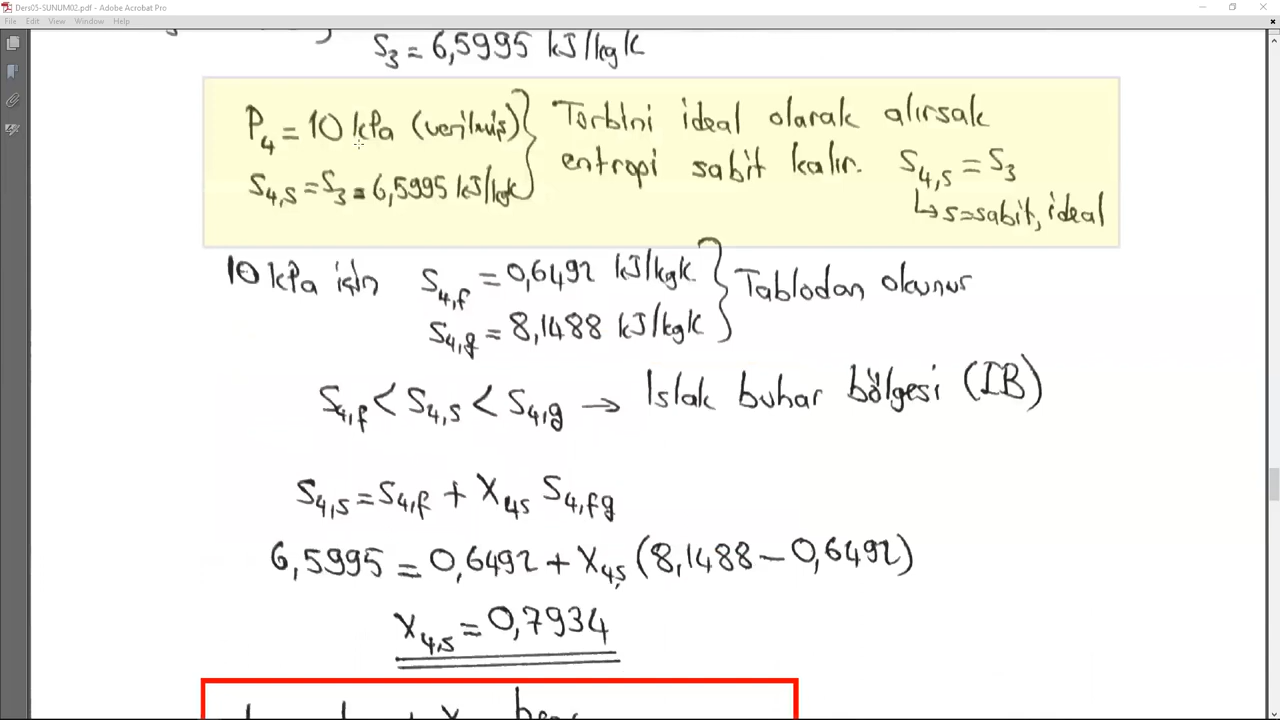 Ders05-SUNUM02.pdf - Adobe Acrobat Pro
File Edit View Window Help
S3 = 6,5995 kJ/kgK
P4 = 10 kPa (verilmiş) } Türbini ideal olarak alırsak
entropi sabit kalır. S4,s = S3
S4,s = S3 = 6,5995 kJ/kgK
↳ s=sabit, ideal
10 kPa için S4,f = 0,6492 kJ/kgK } Tablodan okunur
S4,g = 8,1488 kJ/kgK
S4,f < S4,s < S4,g → Islak buhar bölgesi (IB)
S4,s = S4,f + X4s S4,fg
6,5995 = 0,6492 + X4s (8,1488 - 0,6492)
X4,s = 0,7934